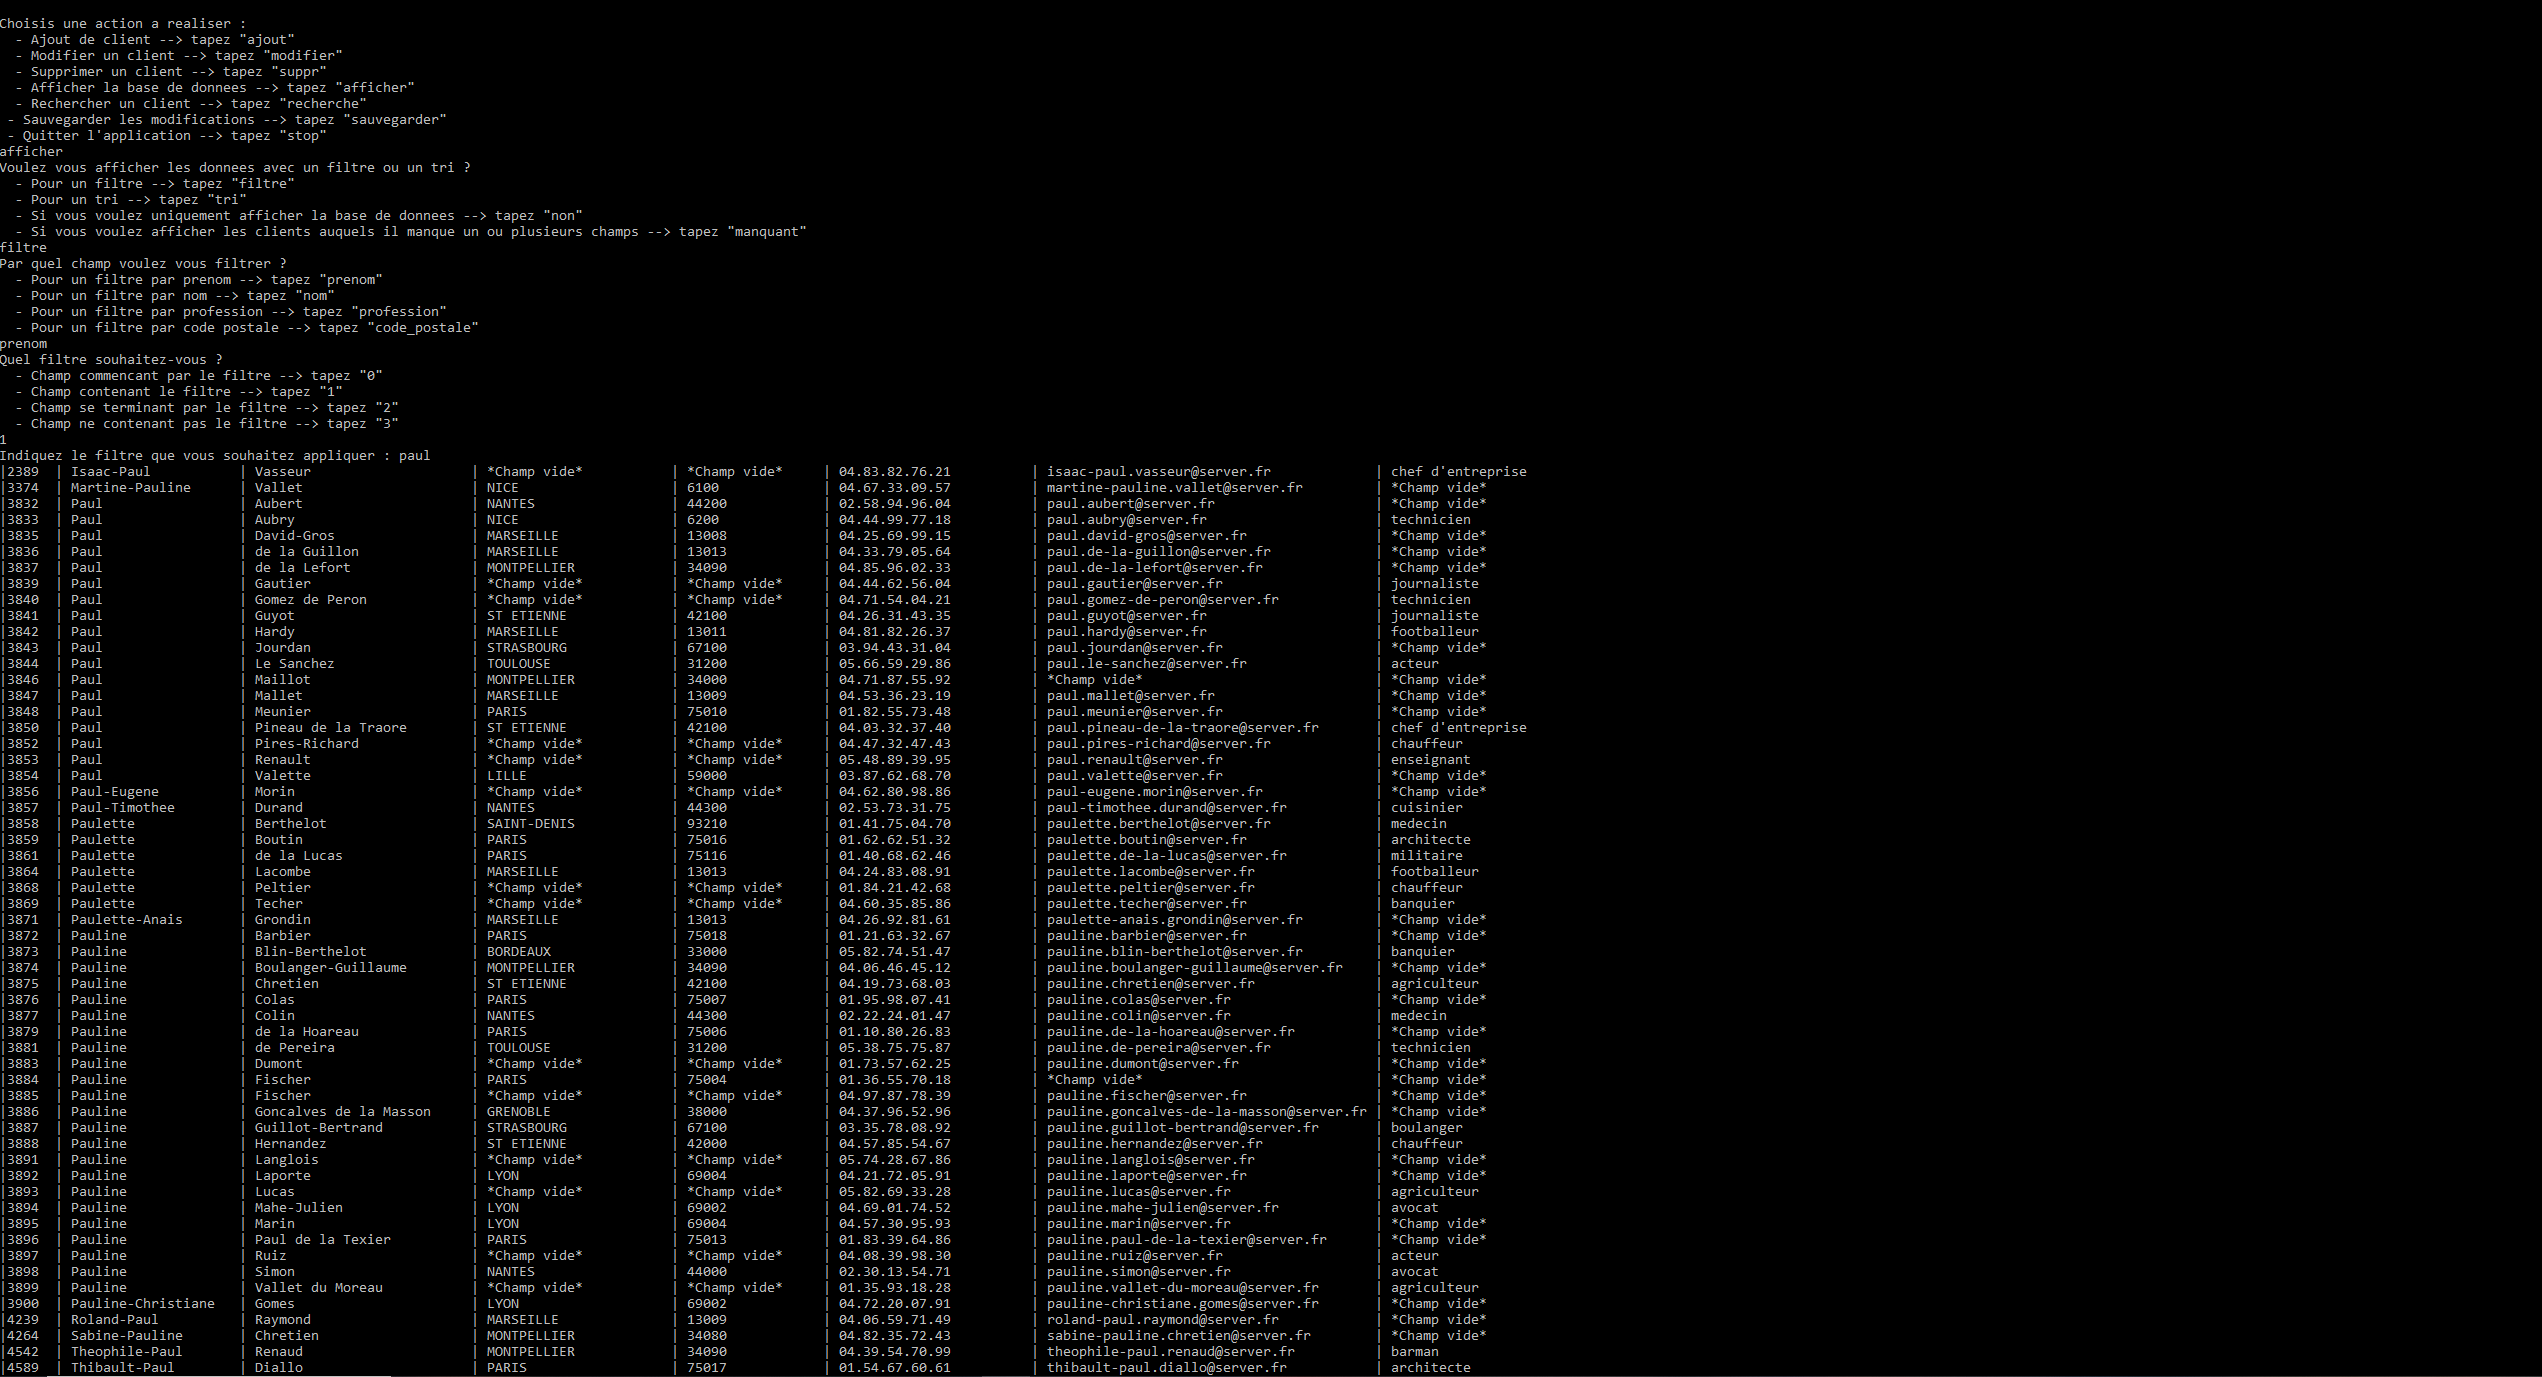 Choisis une action a realiser :
- Ajout de client --> tapez "ajout"
- Modifier un client --> tapez "modifier"
- Supprimer un client --> tapez "suppr"
- Afficher la base de donnees --> tapez "afficher"
- Rechercher un client --> tapez "recherche"
- Sauvegarder les modifications --> tapez "sauvegarder"
- Quitter l'application --> tapez "stop"
afficher
Voulez vous afficher les donnees avec un filtre ou un tri ?
- Pour un filtre --> tapez "filtre"
- Pour un tri --> tapez "tri"
- Si vous voulez uniquement afficher la base de donnees --> tapez "non"
- Si vous voulez afficher les clients auquels il manque un ou plusieurs champs --> tapez "manquant"
filtre
Par quel champ voulez vous filtrer ?
- Pour un filtre par prenom --> tapez "prenom"
- Pour un filtre par nom --> tapez "nom"
- Pour un filtre par profession --> tapez "profession"
- Pour un filtre par code postale --> tapez "code_postale"
prenom
Quel filtre souhaitez-vous ?
- Champ commencant par le filtre --> tapez "0"
- Champ contenant le filtre --> tapez "1"
- Champ se terminant par le filtre --> tapez "2"
- Champ ne contenant pas le filtre --> tapez "3"
1
Indiquez le filtre que vous souhaitez appliquer : paul
|2389 | Isaac-Paul | Vasseur | *Champ vide* | *Champ vide* | 04.83.82.76.21 | isaac-paul.vasseur@server.fr | chef d'entreprise
|3374 | Martine-Pauline | Vallet | NICE | 6100 | 04.67.33.09.57 | martine-pauline.vallet@server.fr | *Champ vide*
|3832 | Paul | Aubert | NANTES | 44200 | 02.58.94.96.04 | paul.aubert@server.fr | *Champ vide*
|3833 | Paul | Aubry | NICE | 6200 | 04.44.99.77.18 | paul.aubry@server.fr | technicien
|3835 | Paul | David-Gros | MARSEILLE | 13008 | 04.25.69.99.15 | paul.david-gros@server.fr | *Champ vide*
|3836 | Paul | de la Guillon | MARSEILLE | 13013 | 04.33.79.05.64 | paul.de-la-guillon@server.fr | *Champ vide*
|3837 | Paul | de la Lefort | MONTPELLIER | 34090 | 04.85.96.02.33 | paul.de-la-lefort@server.fr | *Champ vide*
|3839 | Paul | Gautier | *Champ vide* | *Champ vide* | 04.44.62.56.04 | paul.gautier@server.fr | journaliste
|3840 | Paul | Gomez de Peron | *Champ vide* | *Champ vide* | 04.71.54.04.21 | paul.gomez-de-peron@server.fr | technicien
|3841 | Paul | Guyot | ST ETIENNE | 42100 | 04.26.31.43.35 | paul.guyot@server.fr | journaliste
|3842 | Paul | Hardy | MARSEILLE | 13011 | 04.81.82.26.37 | paul.hardy@server.fr | footballeur
|3843 | Paul | Jourdan | STRASBOURG | 67100 | 03.94.43.31.04 | paul.jourdan@server.fr | *Champ vide*
|3844 | Paul | Le Sanchez | TOULOUSE | 31200 | 05.66.59.29.86 | paul.le-sanchez@server.fr | acteur
|3846 | Paul | Maillot | MONTPELLIER | 34000 | 04.71.87.55.92 | *Champ vide* | *Champ vide*
|3847 | Paul | Mallet | MARSEILLE | 13009 | 04.53.36.23.19 | paul.mallet@server.fr | *Champ vide*
|3848 | Paul | Meunier | PARIS | 75010 | 01.82.55.73.48 | paul.meunier@server.fr | *Champ vide*
|3850 | Paul | Pineau de la Traore | ST ETIENNE | 42100 | 04.03.32.37.40 | paul.pineau-de-la-traore@server.fr | chef d'entreprise
|3852 | Paul | Pires-Richard | *Champ vide* | *Champ vide* | 04.47.32.47.43 | paul.pires-richard@server.fr | chauffeur
|3853 | Paul | Renault | *Champ vide* | *Champ vide* | 05.48.89.39.95 | paul.renault@server.fr | enseignant
|3854 | Paul | Valette | LILLE | 59000 | 03.87.62.68.70 | paul.valette@server.fr | *Champ vide*
|3856 | Paul-Eugene | Morin | *Champ vide* | *Champ vide* | 04.62.80.98.86 | paul-eugene.morin@server.fr | *Champ vide*
|3857 | Paul-Timothee | Durand | NANTES | 44300 | 02.53.73.31.75 | paul-timothee.durand@server.fr | cuisinier
|3858 | Paulette | Berthelot | SAINT-DENIS | 93210 | 01.41.75.04.70 | paulette.berthelot@server.fr | medecin
|3859 | Paulette | Boutin | PARIS | 75016 | 01.62.62.51.32 | paulette.boutin@server.fr | architecte
|3861 | Paulette | de la Lucas | PARIS | 75116 | 01.40.68.62.46 | paulette.de-la-lucas@server.fr | militaire
|3864 | Paulette | Lacombe | MARSEILLE | 13013 | 04.24.83.08.91 | paulette.lacombe@server.fr | footballeur
|3868 | Paulette | Peltier | *Champ vide* | *Champ vide* | 01.84.21.42.68 | paulette.peltier@server.fr | chauffeur
|3869 | Paulette | Techer | *Champ vide* | *Champ vide* | 04.60.35.85.86 | paulette.techer@server.fr | banquier
|3871 | Paulette-Anais | Grondin | MARSEILLE | 13013 | 04.26.92.81.61 | paulette-anais.grondin@server.fr | *Champ vide*
|3872 | Pauline | Barbier | PARIS | 75018 | 01.21.63.32.67 | pauline.barbier@server.fr | *Champ vide*
|3873 | Pauline | Blin-Berthelot | BORDEAUX | 33000 | 05.82.74.51.47 | pauline.blin-berthelot@server.fr | banquier
|3874 | Pauline | Boulanger-Guillaume | MONTPELLIER | 34090 | 04.06.46.45.12 | pauline.boulanger-guillaume@server.fr | *Champ vide*
|3875 | Pauline | Chretien | ST ETIENNE | 42100 | 04.19.73.68.03 | pauline.chretien@server.fr | agriculteur
|3876 | Pauline | Colas | PARIS | 75007 | 01.95.98.07.41 | pauline.colas@server.fr | *Champ vide*
|3877 | Pauline | Colin | NANTES | 44300 | 02.22.24.01.47 | pauline.colin@server.fr | medecin
|3879 | Pauline | de la Hoareau | PARIS | 75006 | 01.10.80.26.83 | pauline.de-la-hoareau@server.fr | *Champ vide*
|3881 | Pauline | de Pereira | TOULOUSE | 31200 | 05.38.75.75.87 | pauline.de-pereira@server.fr | technicien
|3883 | Pauline | Dumont | *Champ vide* | *Champ vide* | 01.73.57.62.25 | pauline.dumont@server.fr | *Champ vide*
|3884 | Pauline | Fischer | PARIS | 75004 | 01.36.55.70.18 | *Champ vide* | *Champ vide*
|3885 | Pauline | Fischer | *Champ vide* | *Champ vide* | 04.97.87.78.39 | pauline.fischer@server.fr | *Champ vide*
|3886 | Pauline | Goncalves de la Masson | GRENOBLE | 38000 | 04.37.96.52.96 | pauline.goncalves-de-la-masson@server.fr | *Champ vide*
|3887 | Pauline | Guillot-Bertrand | STRASBOURG | 67100 | 03.35.78.08.92 | pauline.guillot-bertrand@server.fr | boulanger
|3888 | Pauline | Hernandez | ST ETIENNE | 42000 | 04.57.85.54.67 | pauline.hernandez@server.fr | chauffeur
|3891 | Pauline | Langlois | *Champ vide* | *Champ vide* | 05.74.28.67.86 | pauline.langlois@server.fr | *Champ vide*
|3892 | Pauline | Laporte | LYON | 69004 | 04.21.72.05.91 | pauline.laporte@server.fr | *Champ vide*
|3893 | Pauline | Lucas | *Champ vide* | *Champ vide* | 05.82.69.33.28 | pauline.lucas@server.fr | agriculteur
|3894 | Pauline | Mahe-Julien | LYON | 69002 | 04.69.01.74.52 | pauline.mahe-julien@server.fr | avocat
|3895 | Pauline | Marin | LYON | 69004 | 04.57.30.95.93 | pauline.marin@server.fr | *Champ vide*
|3896 | Pauline | Paul de la Texier | PARIS | 75013 | 01.83.39.64.86 | pauline.paul-de-la-texier@server.fr | *Champ vide*
|3897 | Pauline | Ruiz | *Champ vide* | *Champ vide* | 04.08.39.98.30 | pauline.ruiz@server.fr | acteur
|3898 | Pauline | Simon | NANTES | 44000 | 02.30.13.54.71 | pauline.simon@server.fr | avocat
|3899 | Pauline | Vallet du Moreau | *Champ vide* | *Champ vide* | 01.35.93.18.28 | pauline.vallet-du-moreau@server.fr | agriculteur
|3900 | Pauline-Christiane | Gomes | LYON | 69002 | 04.72.20.07.91 | pauline-christiane.gomes@server.fr | *Champ vide*
|4239 | Roland-Paul | Raymond | MARSEILLE | 13009 | 04.06.59.71.49 | roland-paul.raymond@server.fr | *Champ vide*
|4264 | Sabine-Pauline | Chretien | MONTPELLIER | 34080 | 04.82.35.72.43 | sabine-pauline.chretien@server.fr | *Champ vide*
|4542 | Theophile-Paul | Renaud | MONTPELLIER | 34090 | 04.39.54.70.99 | theophile-paul.renaud@server.fr | barman
|4589 | Thibault-Paul | Diallo | PARIS | 75017 | 01.54.67.60.61 | thibault-paul.diallo@server.fr | architecte